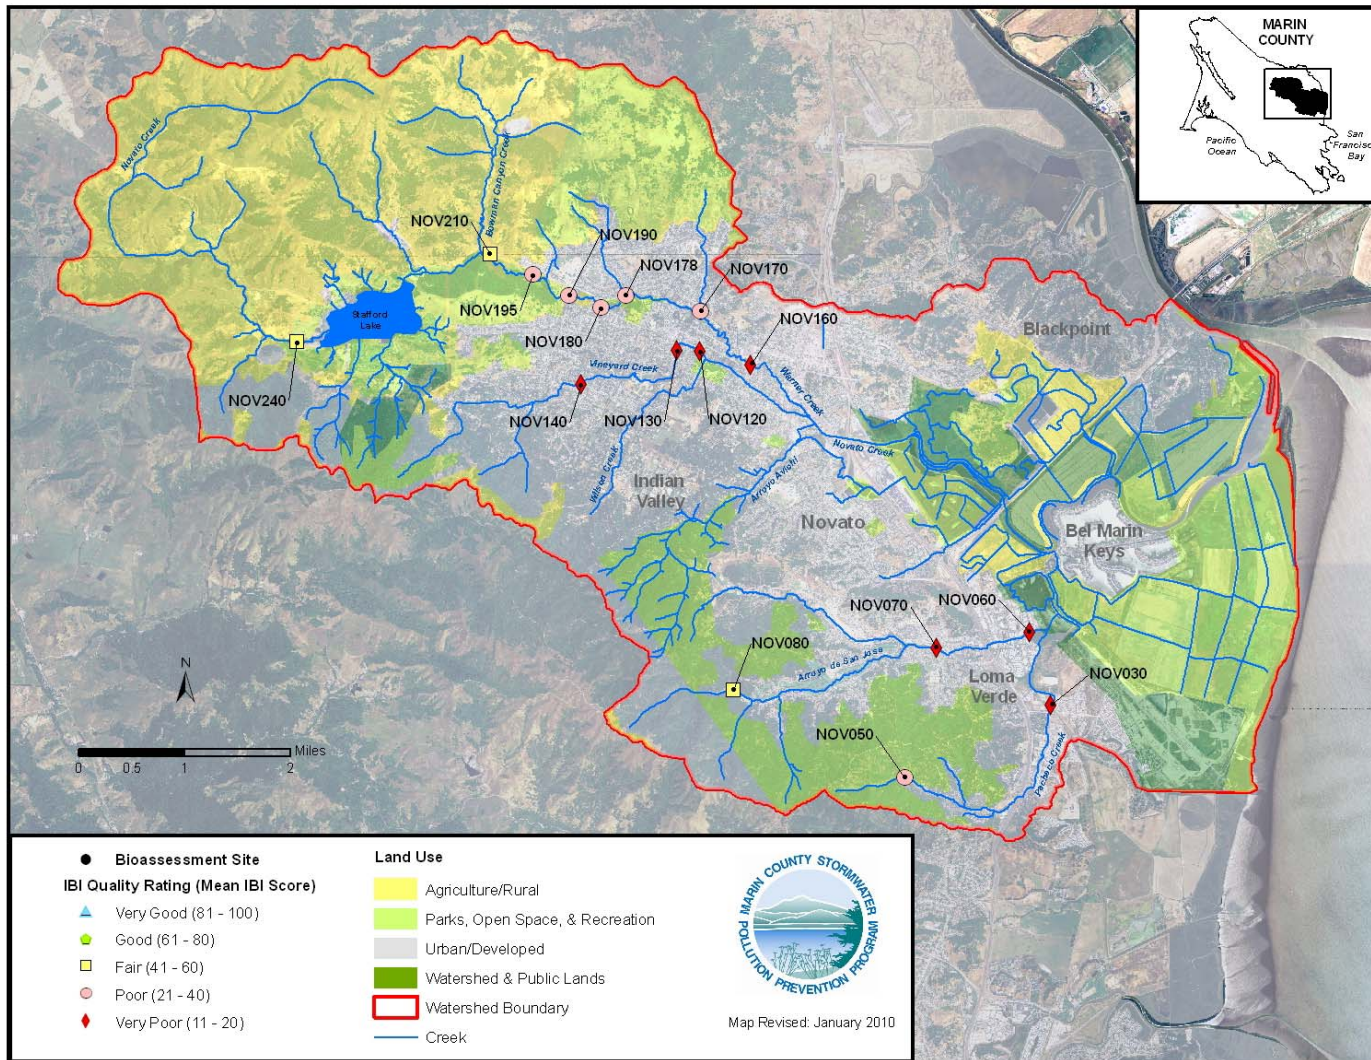 MARIN
COUNTY
Pacific
Ocean
San
Francisco
Bay
Novato Creek
Bowman Canyon Creek
NOV210
NOV190
NOV178
NOV170
NOV195
NOV180
NOV160
Stafford
Lake
Blackpoint
NOV240
Vineyard Creek
Warner Creek
NOV140
NOV130
NOV120
Novato Creek
Wilson Creek
Indian
Valley
Arroyo Avichi
Novato
Bel Marin
Keys
NOV070
NOV060
NOV080
Arroyo de San Jose
Loma
Verde
NOV030
NOV050
Pacheco Creek
N
0 0.5 1 2 Miles
Bioassessment Site
IBI Quality Rating (Mean IBI Score)
Very Good (81 - 100)
Good (61 - 80)
Fair (41 - 60)
Poor (21 - 40)
Very Poor (11 - 20)
Land Use
Agriculture/Rural
Parks, Open Space, & Recreation
Urban/Developed
Watershed & Public Lands
Watershed Boundary
Creek
MARIN COUNTY STORMWATER
POLLUTION PREVENTION PROGRAM
Map Revised: January 2010